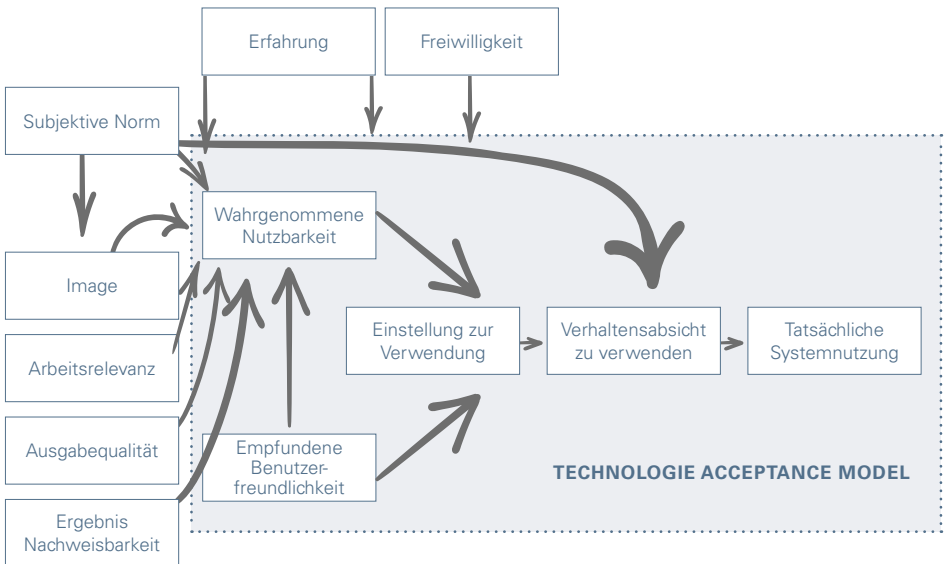 Erfahrung
Freiwilligkeit
Subjektive Norm
Wahrgenommene
Nutzbarkeit
Image
Einstellung zur
Verwendung
Verhaltensabsicht
zu verwenden
Tatsächliche
Systemnutzung
Arbeitsrelevanz
Ausgabequalität
Empfundene
Benutzer-
freundlichkeit
TECHNOLOGIE ACCEPTANCE MODEL
Ergebnis
Nachweisbarkeit